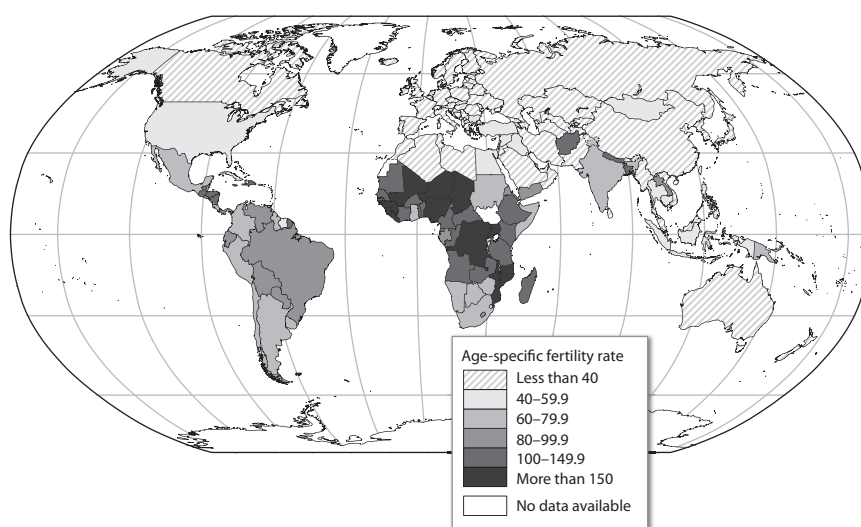 Age-specific fertility rate
Less than 40
40–59.9
60–79.9
80–99.9
100–149.9
More than 150
No data available